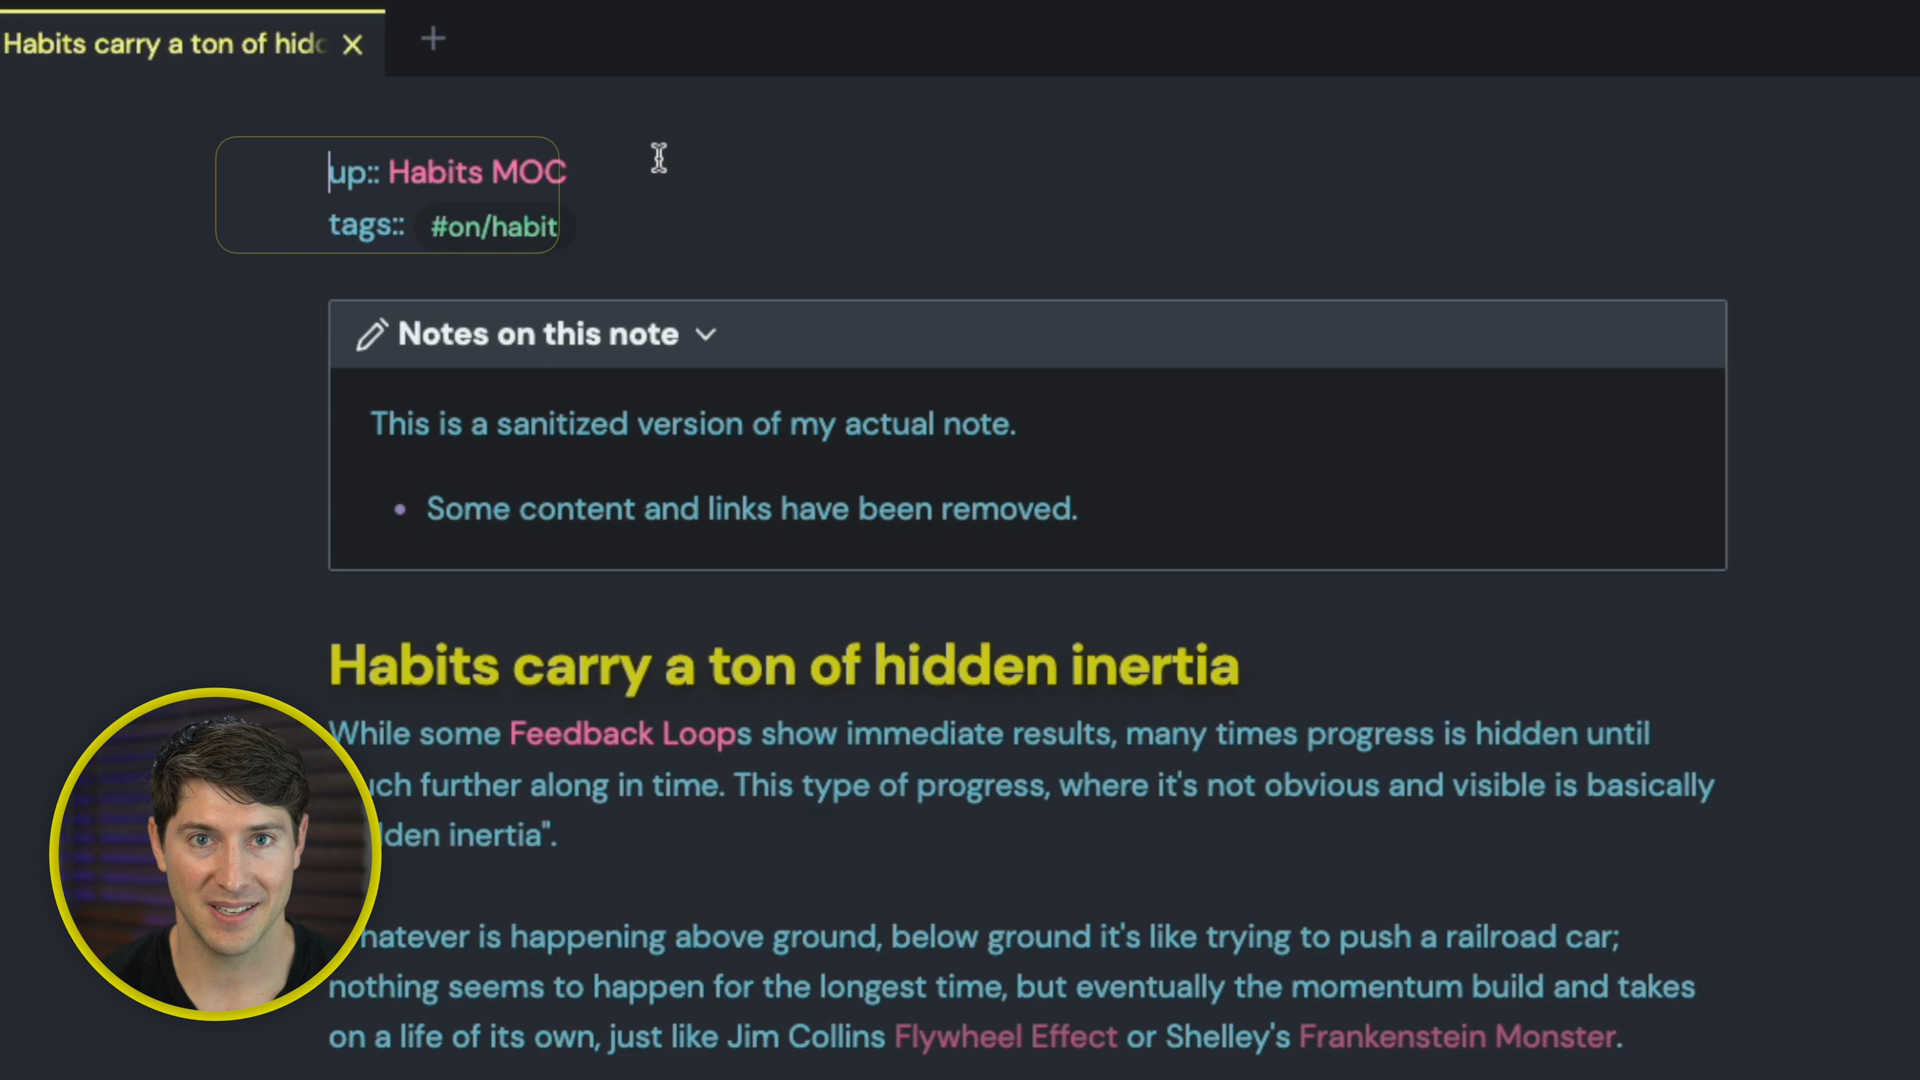 Habits carry a ton of hid
up:: Habits MOC
tags:: #on/habit
Notes on this note
This is a sanitized version of my actual note.
• Some content and links have been removed.
Habits carry a ton of hidden inertia
While some Feedback Loops show immediate results, many times progress is hidden until
ch further along in time. This type of progress, where it's not obvious and visible is basically
den inertia".
hatever is happening above ground, below ground it's like trying to push a railroad car;
nothing seems to happen for the longest time, but eventually the momentum build and takes
on a life of its own, just like Jim Collins Flywheel Effect or Shelley's Frankenstein Monster.